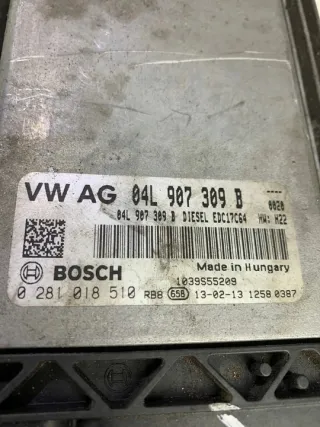 VW AG 04L 907 309 B ----
0020
04L 907 309 B DIESEL EDC17C64 HW: H22
BOSCH Made in Hungary
1039S55209
0 281 018 510 RB8 65B 13-02-13 1258 0387